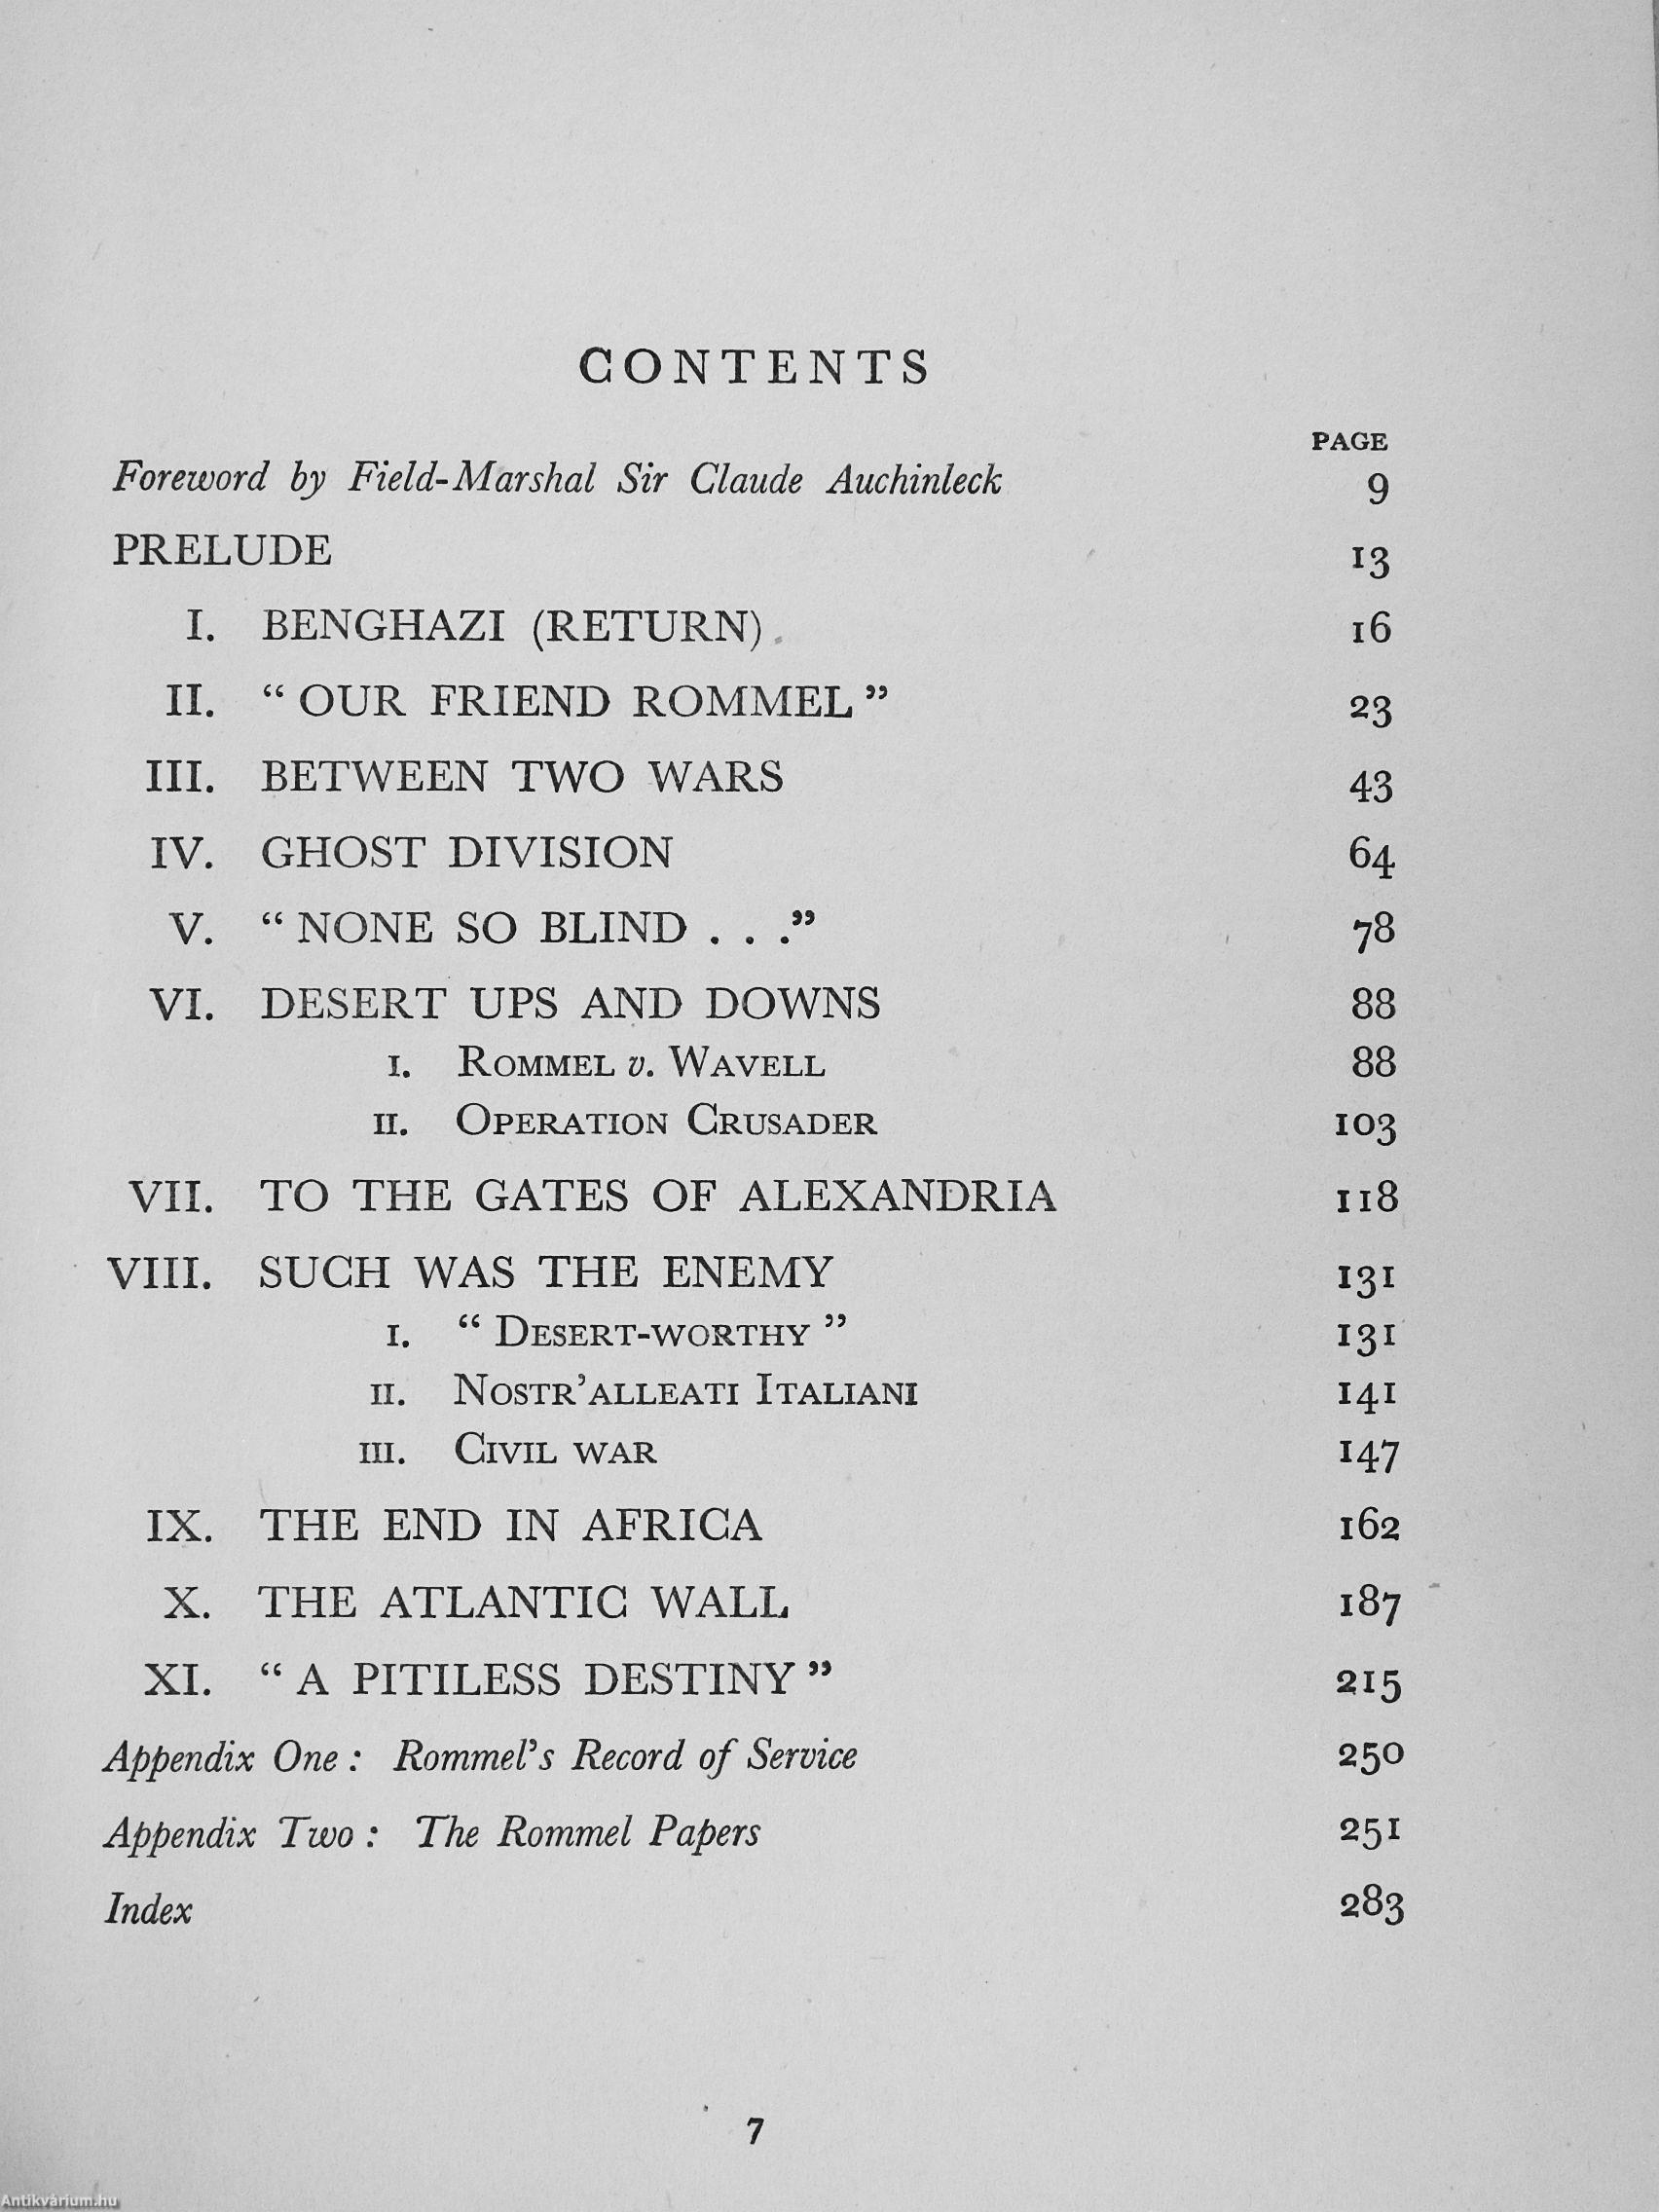 CONTENTS
PAGE
Foreword by Field-Marshal Sir Claude Auchinleck 9
PRELUDE 13
I. BENGHAZI (RETURN) 16
II. “ OUR FRIEND ROMMEL ” 23
III. BETWEEN TWO WARS 43
IV. GHOST DIVISION 64
V. “ NONE SO BLIND . . .” 78
VI. DESERT UPS AND DOWNS 88
I. ROMMEL v. WAVELL 88
II. OPERATION CRUSADER 103
VII. TO THE GATES OF ALEXANDRIA 118
VIII. SUCH WAS THE ENEMY 131
I. “ DESERT-WORTHY ” 131
II. NOSTR’ALLEATI ITALIANI 141
III. CIVIL WAR 147
IX. THE END IN AFRICA 162
X. THE ATLANTIC WALL 187
XI. “ A PITILESS DESTINY ” 215
Appendix One : Rommel’s Record of Service 250
Appendix Two : The Rommel Papers 251
Index 283
7
Antikvárium.hu